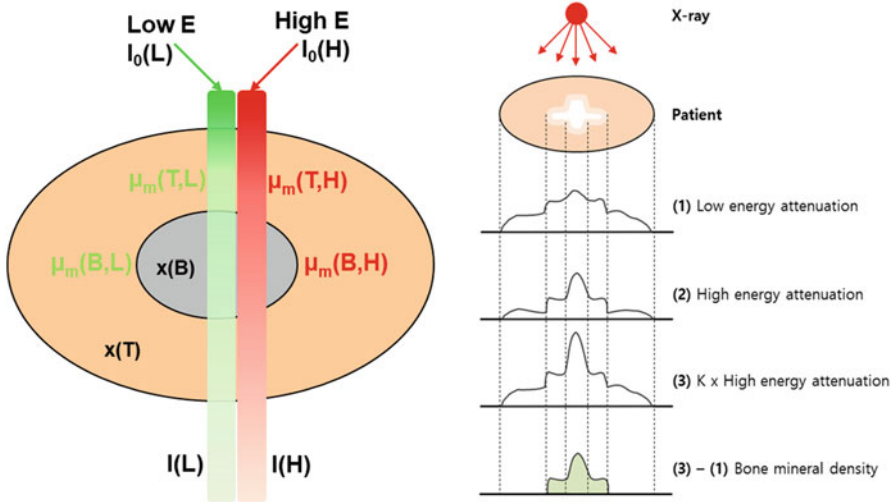 Low E
I₀(L)
High E
I₀(H)
μₘ(T,L)
μₘ(T,H)
μₘ(B,L)
x(B)
μₘ(B,H)
x(T)
I(L)
I(H)
X-ray
Patient
(1) Low energy attenuation
(2) High energy attenuation
(3) K x High energy attenuation
(3) – (1) Bone mineral density